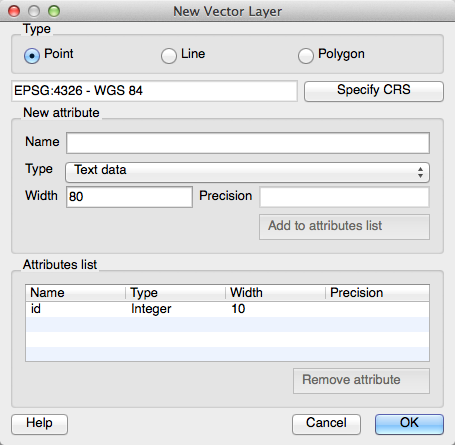 New Vector Layer
Type
Point Line Polygon
EPSG:4326 - WGS 84 Specify CRS
New attribute
Name
Type Text data
Width 80 Precision
Add to attributes list
Attributes list
Name Type Width Precision
id Integer 10
Remove attribute
Help Cancel OK